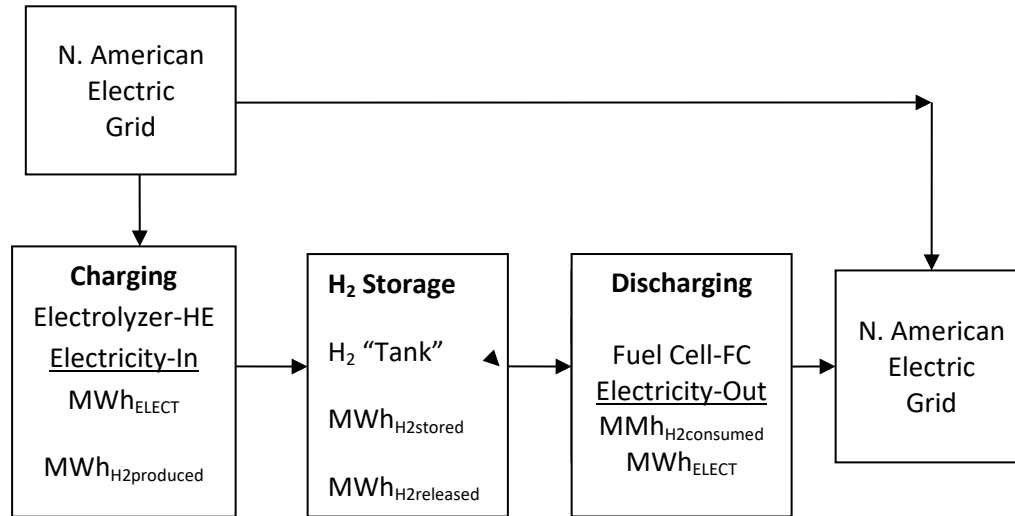 N. American
Electric
Grid
Charging
Electrolyzer-HE
Electricity-In
MWhELECT
MWhH2produced
H2 Storage
H2 “Tank”
MWhH2stored
MWhH2released
Discharging
Fuel Cell-FC
Electricity-Out
MMhH2consumed
MWhELECT
N. American
Electric
Grid